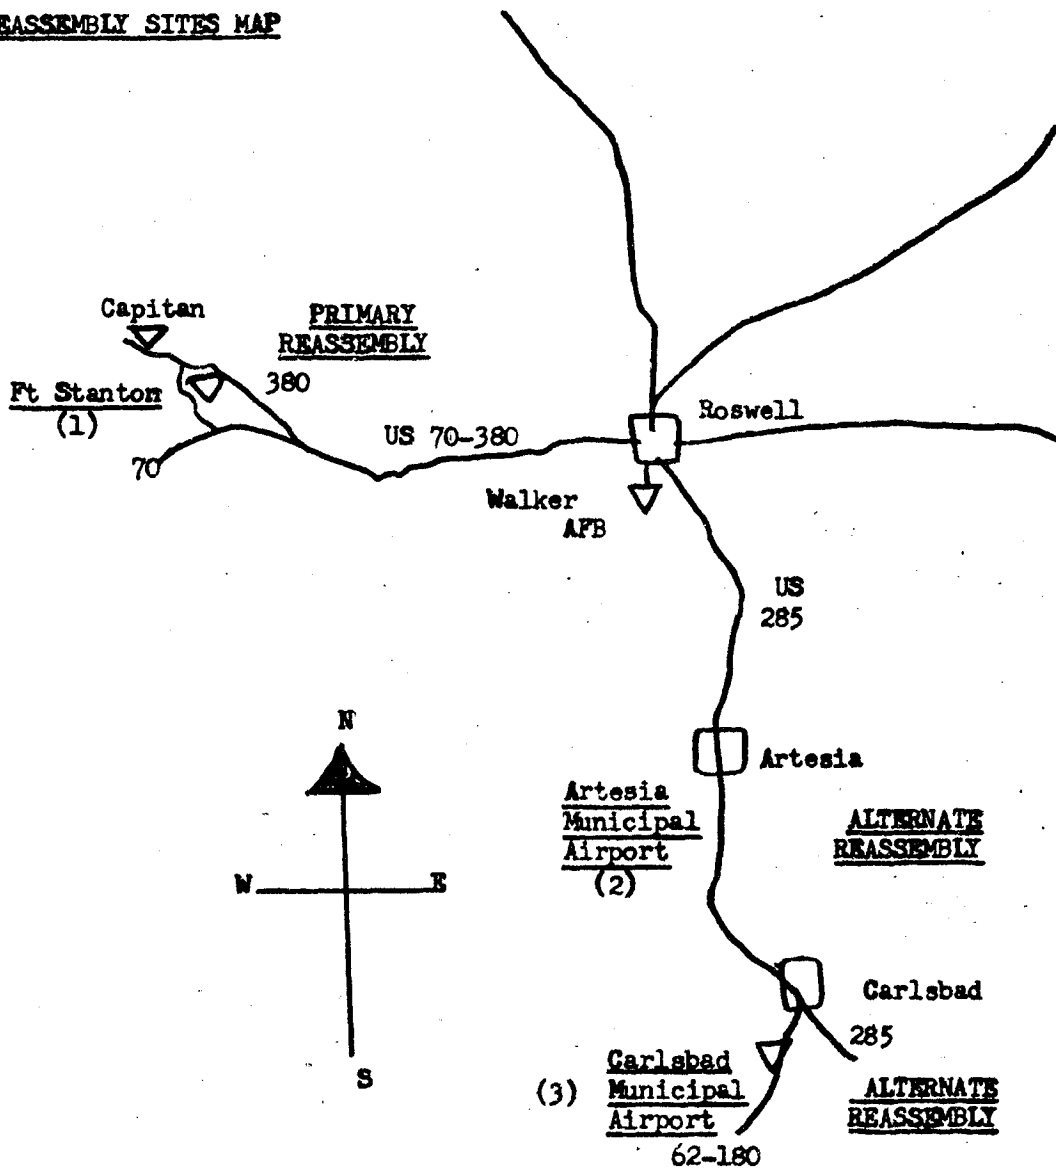 EASSEMBLY SITES MAP
Capitan
PRIMARY
REASSEMBLY
380
Ft Stanton
(1)
70
US 70-380
Roswell
Walker
AFB
US
285
N
W
E
S
Artesia
Artesia
Municipal
Airport
(2)
ALTERNATE
REASSEMBLY
Carlsbad
285
(3)
Carlsbad
Municipal
Airport
62-180
ALTERNATE
REASSEMBLY